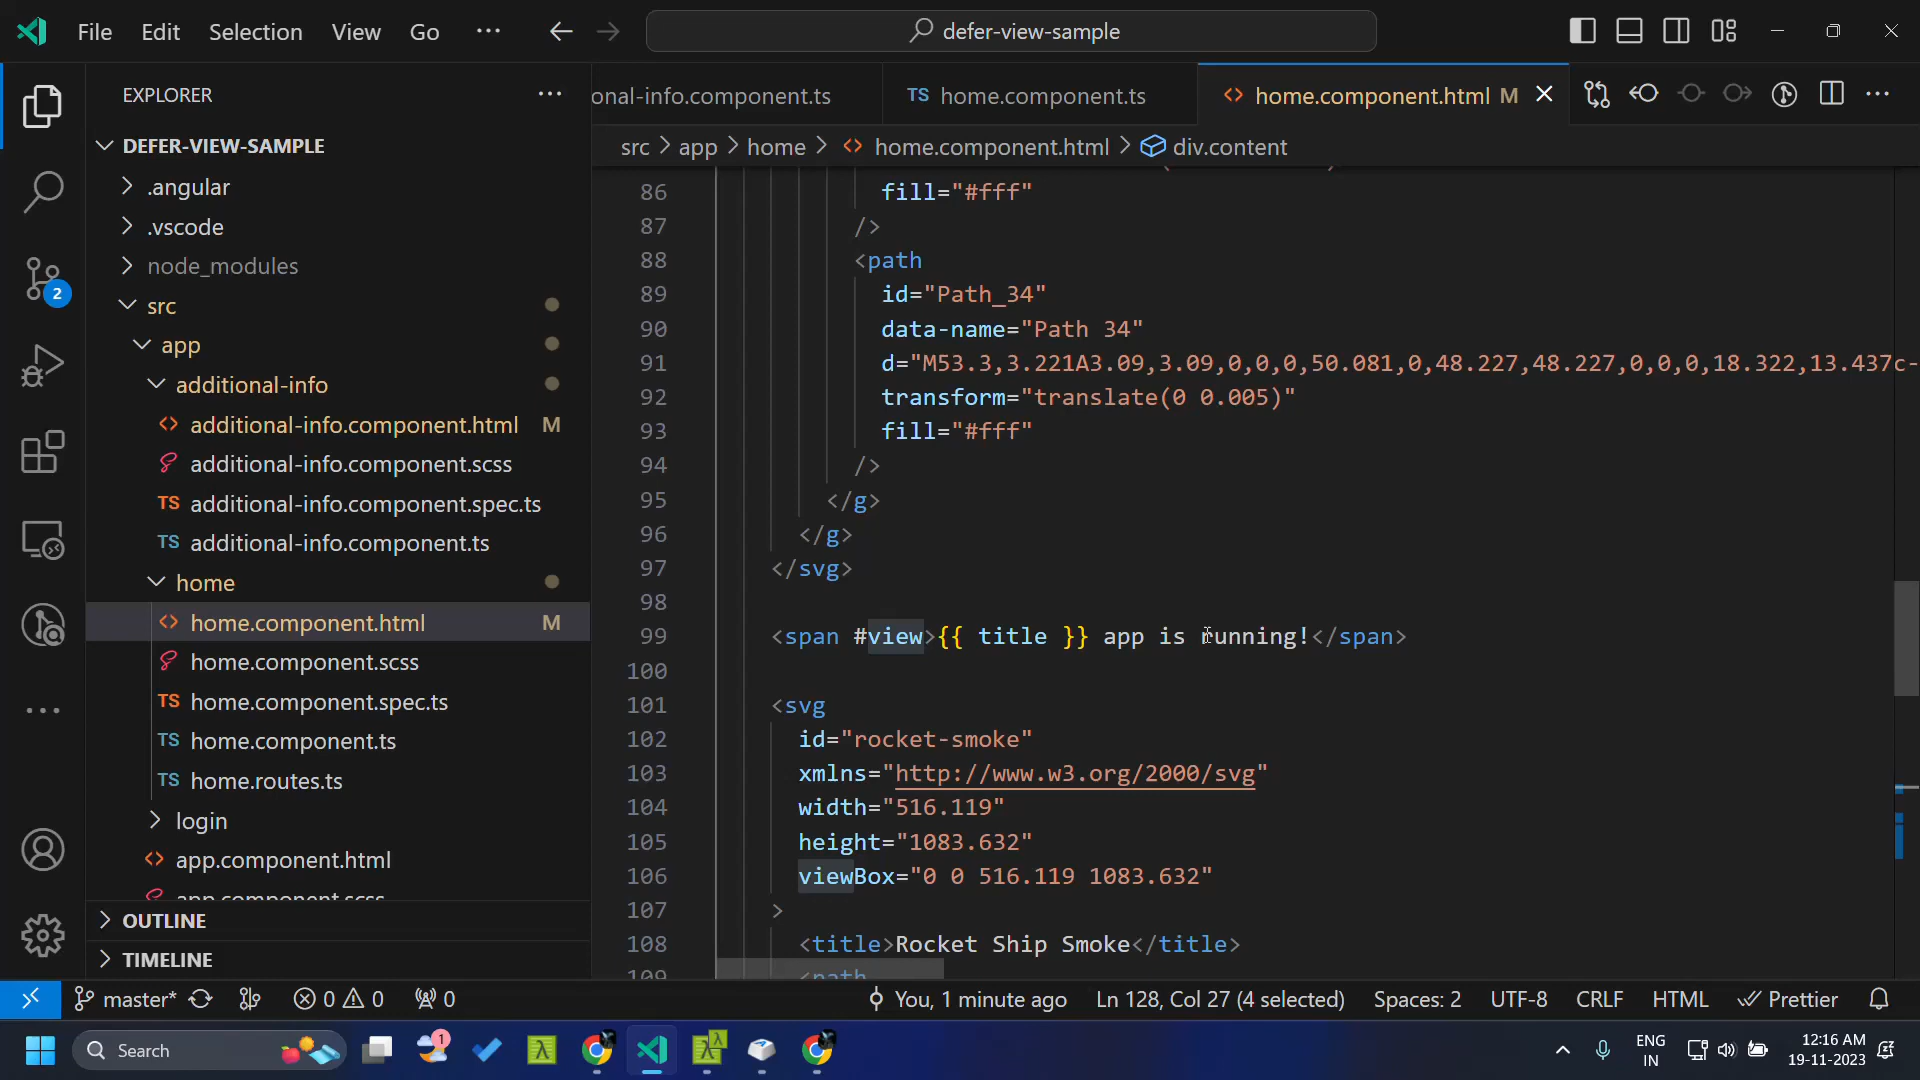 File Edit Selection View Go ··· defer-view-sample
EXPLORER
DEFER-VIEW-SAMPLE
.angular
.vscode
node_modules
src
app
additional-info
additional-info.component.html M
additional-info.component.scss
TS additional-info.component.spec.ts
TS additional-info.component.ts
home
home.component.html M
home.component.scss
TS home.component.spec.ts
TS home.component.ts
TS home.routes.ts
login
app.component.html
app.component.scss
OUTLINE
TIMELINE
2
onal-info.component.ts TS home.component.ts home.component.html M
src > app > home > home.component.html > div.content
86 fill="#fff"
87 />
88 <path
89 id="Path_34"
90 data-name="Path 34"
91 d="M53.3,3.221A3.09,3.09,0,0,0,50.081,0,48.227,48.227,0,0,0,18.322,13.437c-
92 transform="translate(0 0.005)"
93 fill="#fff"
94 />
95 </g>
96 </g>
97 </svg>
98
99 <span #view>{{ title }} app is running!</span>
100
101 <svg
102 id="rocket-smoke"
103 xmlns="http://www.w3.org/2000/svg"
104 width="516.119"
105 height="1083.632"
106 viewBox="0 0 516.119 1083.632"
107 >
108 <title>Rocket Ship Smoke</title>
109 <path
master* 0 0 0 You, 1 minute ago Ln 128, Col 27 (4 selected) Spaces: 2 UTF-8 CRLF HTML Prettier
Search 1 ENG 12:16 AM
IN 19-11-2023